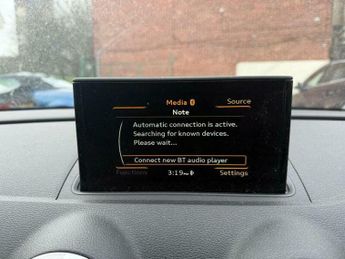 Media
Source
Note
Automatic connection is active.
Searching for known devices.
Please wait...
Connect new BT audio player
Functions
3:19PM
Settings